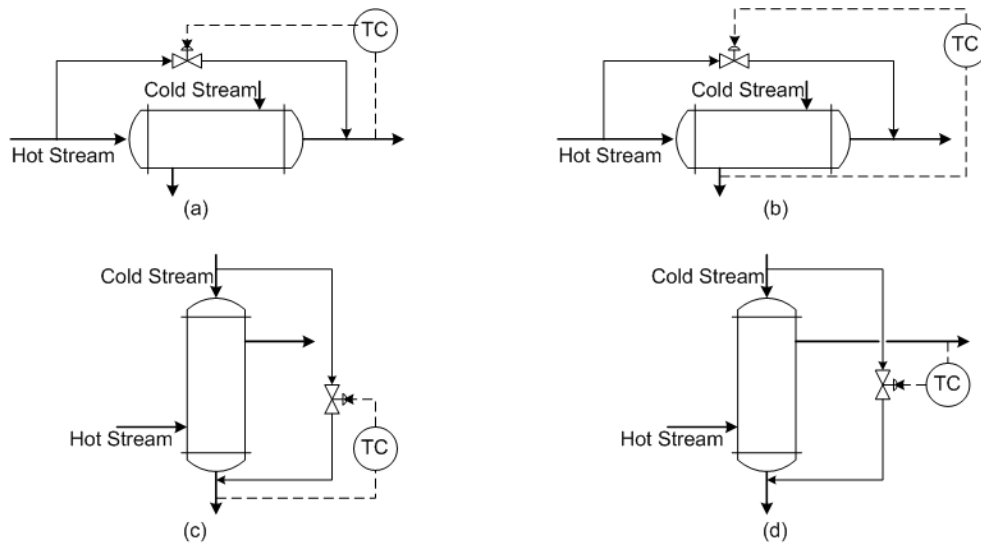 TC
Cold Stream
Hot Stream
(a)
TC
Cold Stream
Hot Stream
(b)
Cold Stream
Hot Stream
TC
(c)
Cold Stream
TC
Hot Stream
(d)